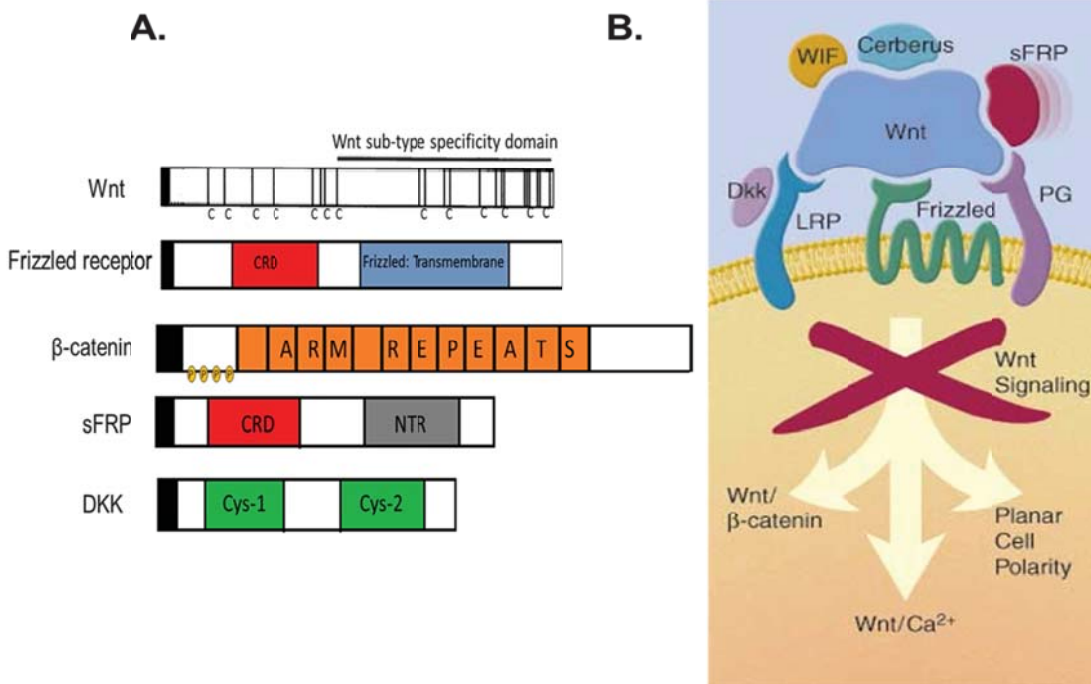 A.
Wnt sub-type specificity domain
Wnt
C C C C C C C C C C C C
Frizzled receptor
CRD
Frizzled: Transmembrane
β-catenin
A R M R E P E A T S
P P P P
sFRP
CRD
NTR
DKK
Cys-1
Cys-2
B.
WIF
Cerberus
sFRP
Wnt
Dkk
LRP
Frizzled
PG
Wnt
Signaling
Wnt/
β-catenin
Planar
Cell
Polarity
Wnt/Ca²⁺